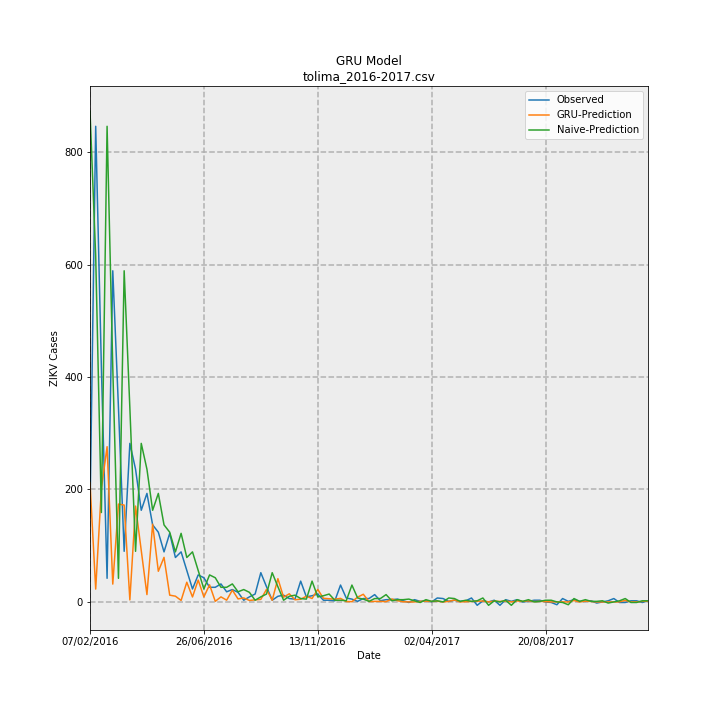 GRU Model
tolima_2016-2017.csv
Observed
GRU-Prediction
Naive-Prediction
800
600
400
200
0
ZIKV Cases
07/02/2016
26/06/2016
13/11/2016
02/04/2017
20/08/2017
Date